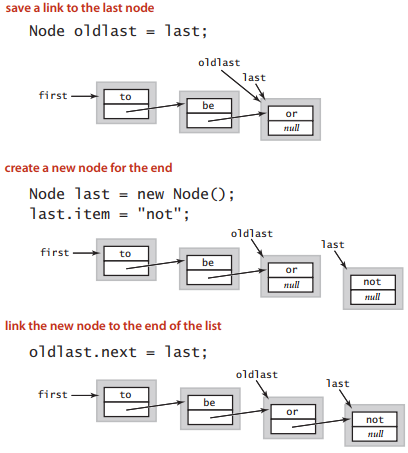 save a link to the last node
Node oldlast = last;
oldlast
last
first
to
be
or
null
create a new node for the end
Node last = new Node();
last.item = "not";
oldlast
last
first
to
be
or
null
not
null
link the new node to the end of the list
oldlast.next = last;
oldlast
last
first
to
be
or
not
null